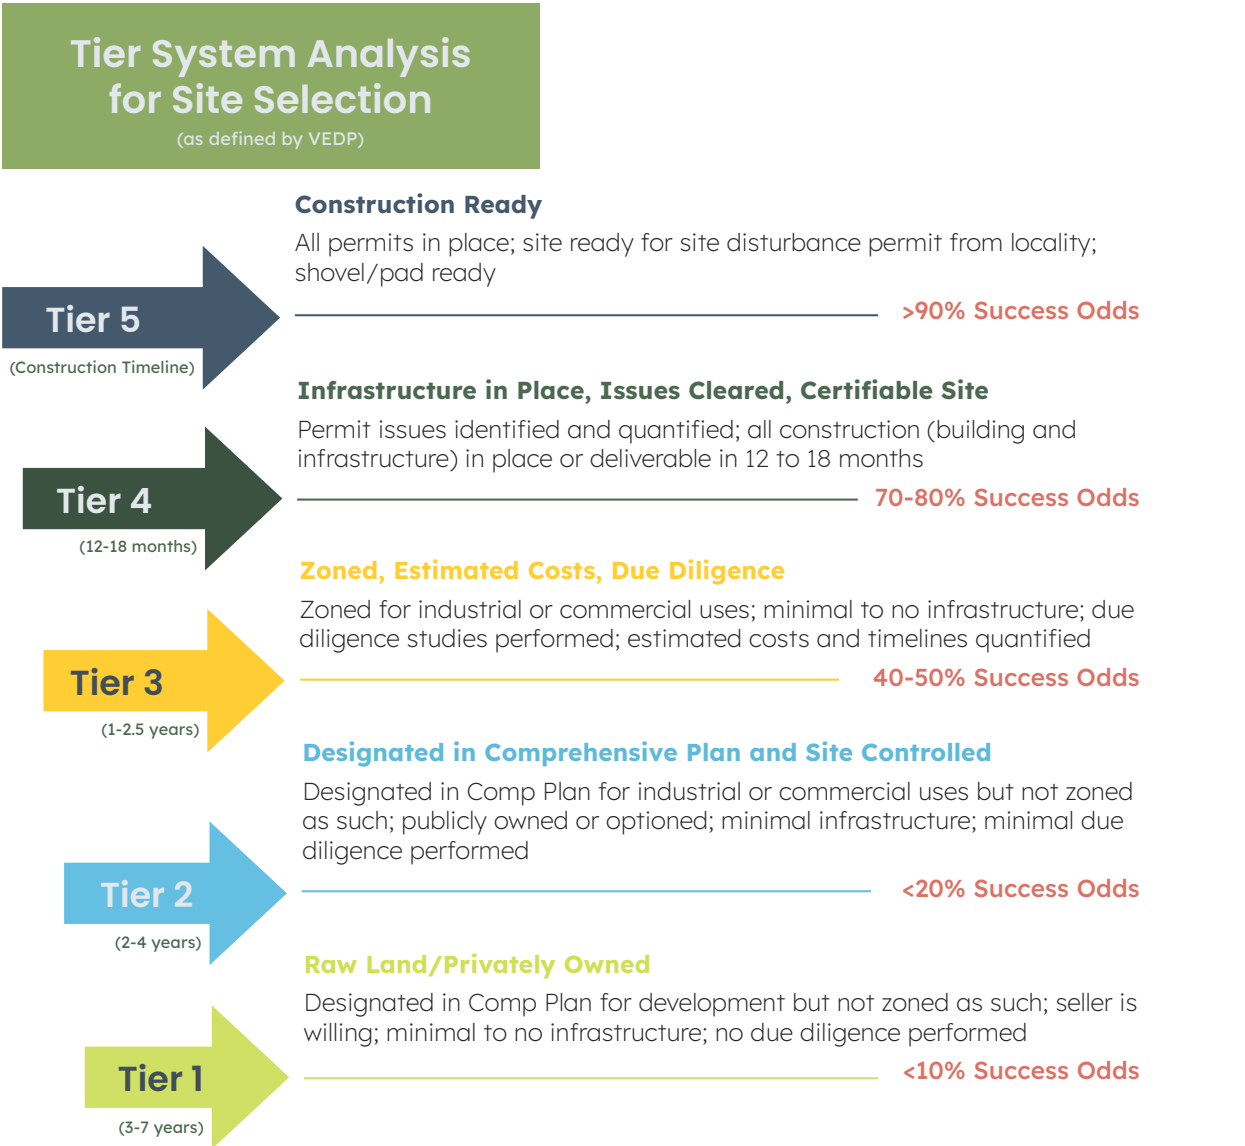 Tier System Analysis
for Site Selection
(as defined by VEDP)
Construction Ready
All permits in place; site ready for site disturbance permit from locality;
shovel/pad ready
Tier 5
>90% Success Odds
(Construction Timeline)
Infrastructure in Place, Issues Cleared, Certifiable Site
Permit issues identified and quantified; all construction (building and
infrastructure) in place or deliverable in 12 to 18 months
Tier 4
70-80% Success Odds
(12-18 months)
Zoned, Estimated Costs, Due Diligence
Zoned for industrial or commercial uses; minimal to no infrastructure; due
diligence studies performed; estimated costs and timelines quantified
Tier 3
40-50% Success Odds
(1-2.5 years)
Designated in Comprehensive Plan and Site Controlled
Designated in Comp Plan for industrial or commercial uses but not zoned
as such; publicly owned or optioned; minimal infrastructure; minimal due
diligence performed
Tier 2
<20% Success Odds
(2-4 years)
Raw Land/Privately Owned
Designated in Comp Plan for development but not zoned as such; seller is
willing; minimal to no infrastructure; no due diligence performed
Tier 1
<10% Success Odds
(3-7 years)